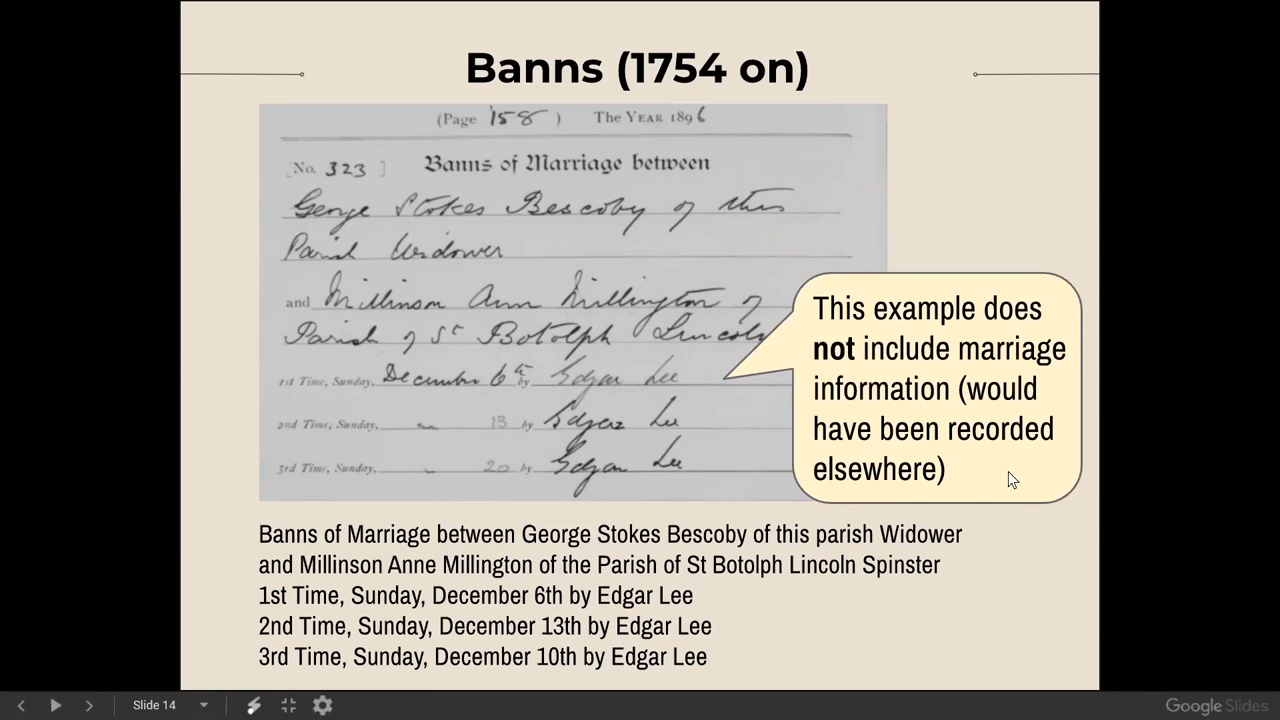 Banns (1754 on)
(Page 158) The YEAR 1896
[No. 323] Banns of Marriage between
George Stokes Bescoby of this
Parish Widower
and Millinson Ann Millington of
Parish of St Botolph Lincoln
1st Time, Sunday, December 6th by Edgar Lee
2nd Time, Sunday, " 13 by Edgar Lee
3rd Time, Sunday, " 20 by Edgar Lee
This example does
not include marriage
information (would
have been recorded
elsewhere)
Banns of Marriage between George Stokes Bescoby of this parish Widower
and Millinson Anne Millington of the Parish of St Botolph Lincoln Spinster
1st Time, Sunday, December 6th by Edgar Lee
2nd Time, Sunday, December 13th by Edgar Lee
3rd Time, Sunday, December 10th by Edgar Lee
Slide 14
Google Slides